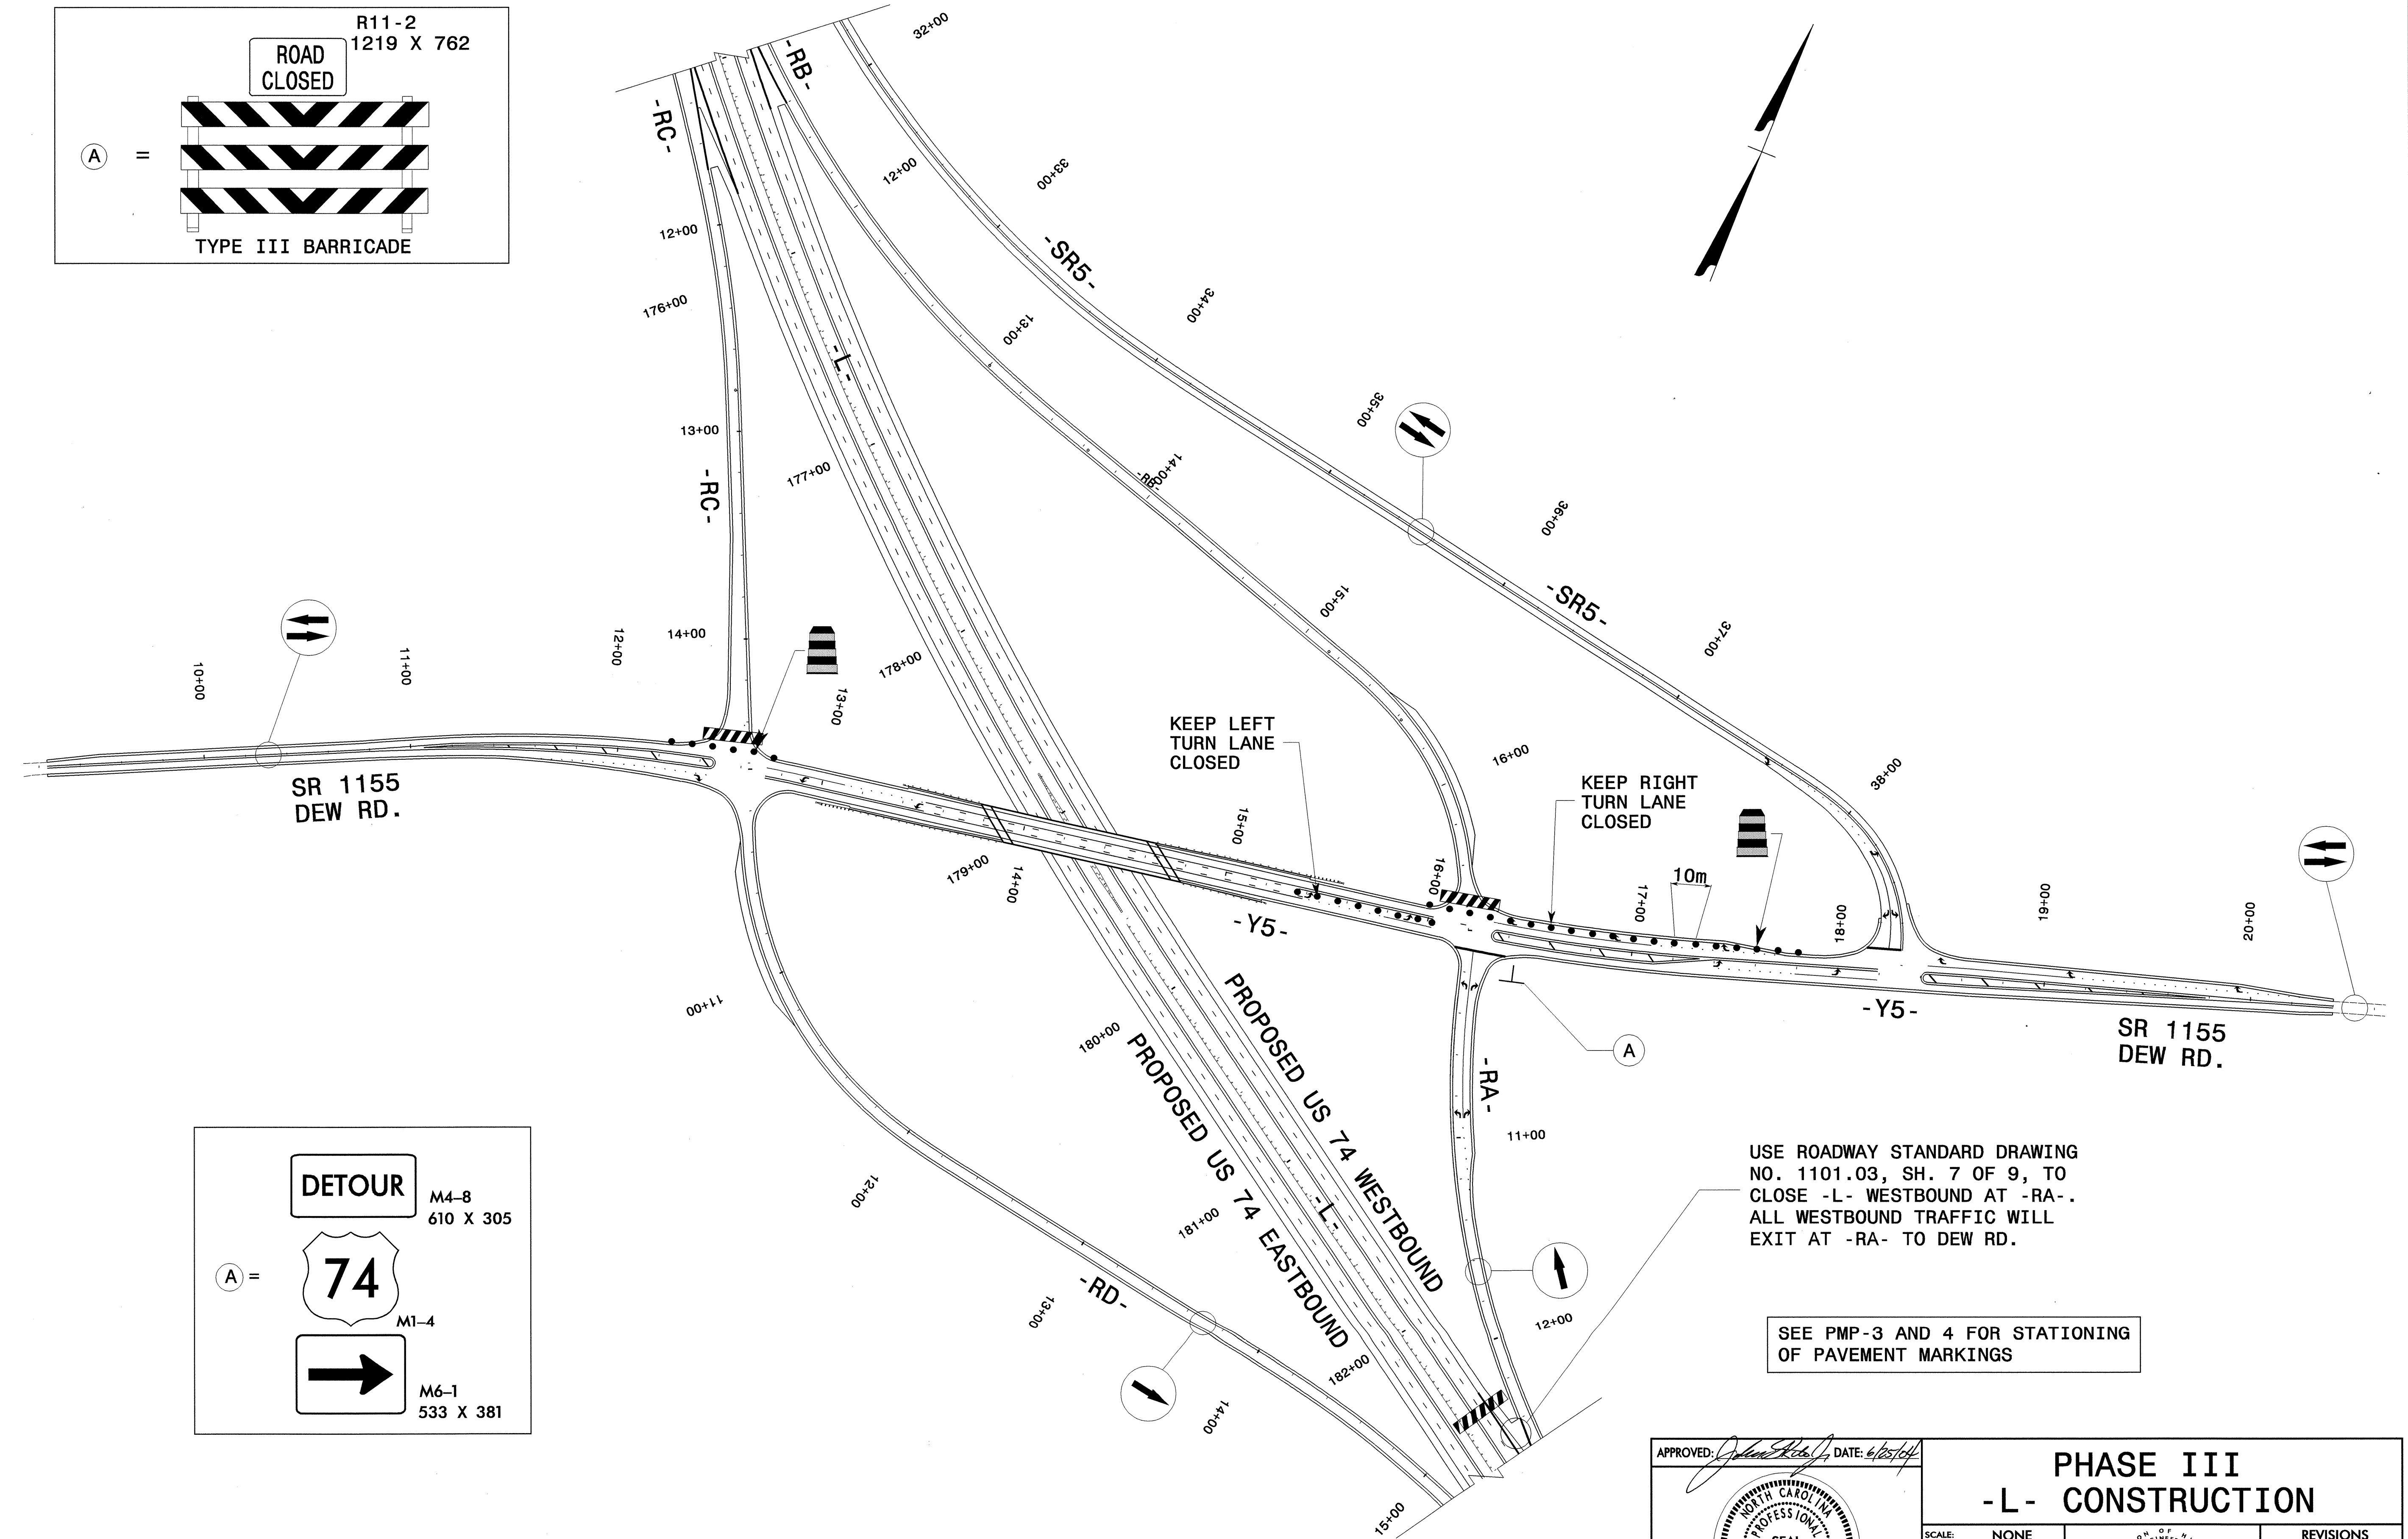 R11-2
1219 X 762
ROAD
CLOSED
A =
TYPE III BARRICADE
-RC-
-RB-
32+00
12+00
33+00
-SR5-
12+00
34+00
13+00
176+00
-L-
35+00
13+00
177+00
-RC-
14+00
-RB-
36+00
15+00
-SR5-
37+00
10+00
11+00
12+00
14+00
13+00
178+00
KEEP LEFT
TURN LANE
CLOSED
16+00
KEEP RIGHT
TURN LANE
CLOSED
38+00
SR 1155
DEW RD.
179+00
14+00
15+00
16+00
10m
17+00
18+00
19+00
20+00
-Y5-
-Y5-
SR 1155
DEW RD.
A
11+00
180+00
PROPOSED US 74 WESTBOUND
PROPOSED US 74 EASTBOUND
-L-
-RA-
11+00
12+00
181+00
USE ROADWAY STANDARD DRAWING
NO. 1101.03, SH. 7 OF 9, TO
CLOSE -L- WESTBOUND AT -RA-.
ALL WESTBOUND TRAFFIC WILL
EXIT AT -RA- TO DEW RD.
DETOUR
M4-8
610 X 305
A =
74
M1-4
M6-1
533 X 381
-RD-
13+00
12+00
182+00
14+00
15+00
SEE PMP-3 AND 4 FOR STATIONING
OF PAVEMENT MARKINGS
APPROVED: DATE: 6/25/04
NORTH CAROLINA
PROFESSIONAL
PHASE III
-L- CONSTRUCTION
SCALE: NONE
REVISIONS